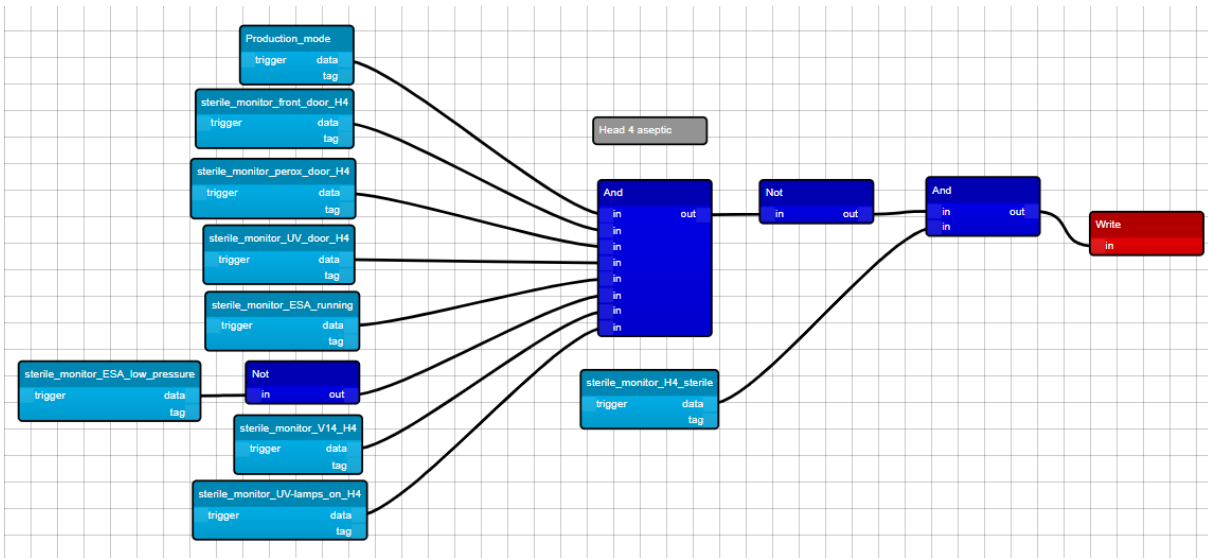 Production_mode
trigger data
tag
sterile_monitor_front_door_H4
trigger data
tag
sterile_monitor_perox_door_H4
trigger data
tag
sterile_monitor_UV_door_H4
trigger data
tag
sterile_monitor_ESA_running
trigger data
tag
sterile_monitor_ESA_low_pressure
trigger data
tag
Not
in out
sterile_monitor_V14_H4
trigger data
tag
sterile_monitor_UV-lamps_on_H4
trigger data
tag
Head 4 aseptic
And
in out
in
in
in
in
in
in
in
sterile_monitor_H4_sterile
trigger data
tag
Not
in out
And
in out
in
Write
in